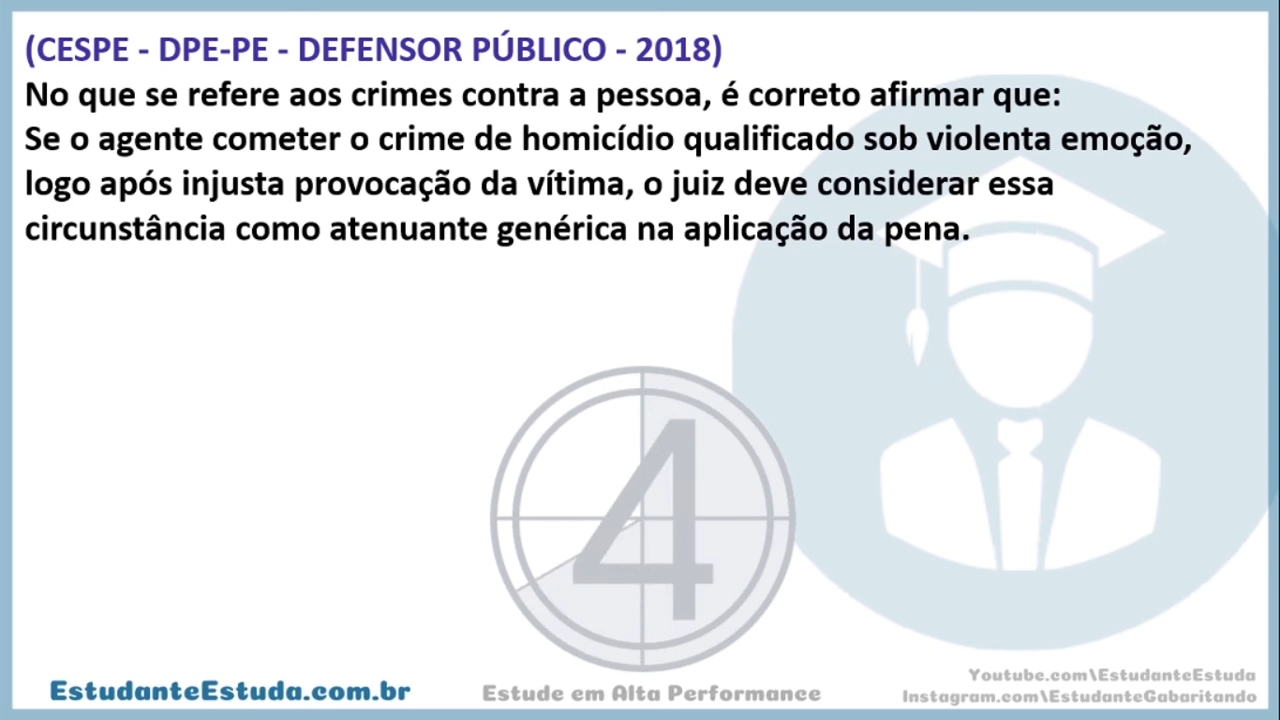 (CESPE - DPE-PE - DEFENSOR PÚBLICO - 2018)
No que se refere aos crimes contra a pessoa, é correto afirmar que:
Se o agente cometer o crime de homicídio qualificado sob violenta emoção,
logo após injusta provocação da vítima, o juiz deve considerar essa
circunstância como atenuante genérica na aplicação da pena.
4
EstudanteEstuda.com.br
Estude em Alta Performance
Youtube.com\EstudanteEstuda
Instagram.com\EstudanteGabaritando